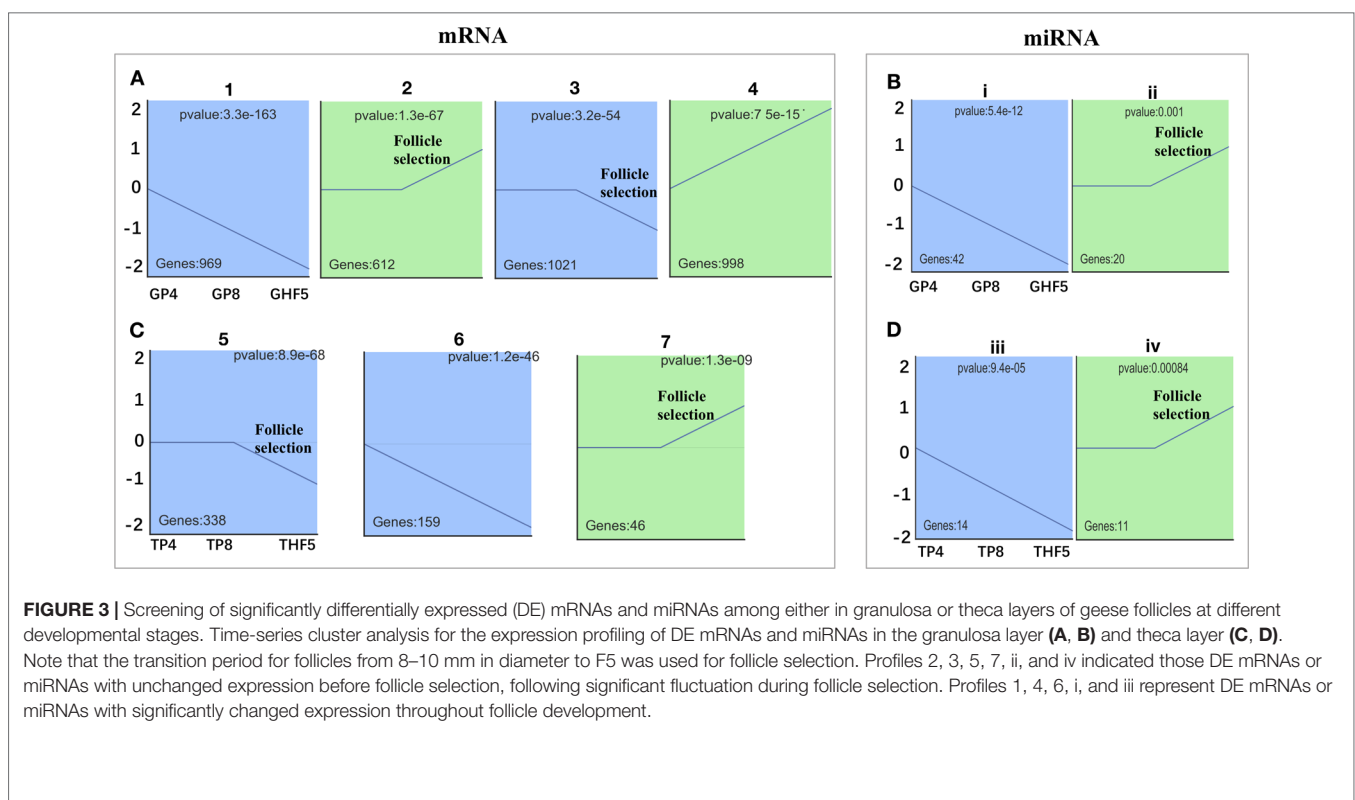 mRNA
miRNA
A
1
2
3
4
2
1
0
-1
-2
pvalue:3.3e-163
Genes:969
GP4 GP8 GHF5
pvalue:1.3e-67
Follicle
selection
Genes:612
pvalue:3.2e-54
Follicle
selection
Genes:1021
pvalue:7 5e-15
Genes:998
B
i
ii
2
1
0
-1
-2
pvalue:5.4e-12
Genes:42
GP4 GP8 GHF5
pvalue:0.001
Follicle
selection
Genes:20
C
5
6
7
2
1
0
-1
-2
pvalue:8.9e-68
Follicle
selection
Genes:338
TP4 TP8 THF5
pvalue:1.2e-46
Genes:159
pvalue:1.3e-09
Follicle
selection
Genes:46
D
iii
iv
2
1
0
-1
-2
pvalue:9.4e-05
Genes:14
TP4 TP8 THF5
pvalue:0.00084
Follicle
selection
Genes:11
FIGURE 3 | Screening of significantly differentially expressed (DE) mRNAs and miRNAs among either in granulosa or theca layers of geese follicles at different
developmental stages. Time-series cluster analysis for the expression profiling of DE mRNAs and miRNAs in the granulosa layer (A, B) and theca layer (C, D).
Note that the transition period for follicles from 8–10 mm in diameter to F5 was used for follicle selection. Profiles 2, 3, 5, 7, ii, and iv indicated those DE mRNAs or
miRNAs with unchanged expression before follicle selection, following significant fluctuation during follicle selection. Profiles 1, 4, 6, i, and iii represent DE mRNAs or
miRNAs with significantly changed expression throughout follicle development.